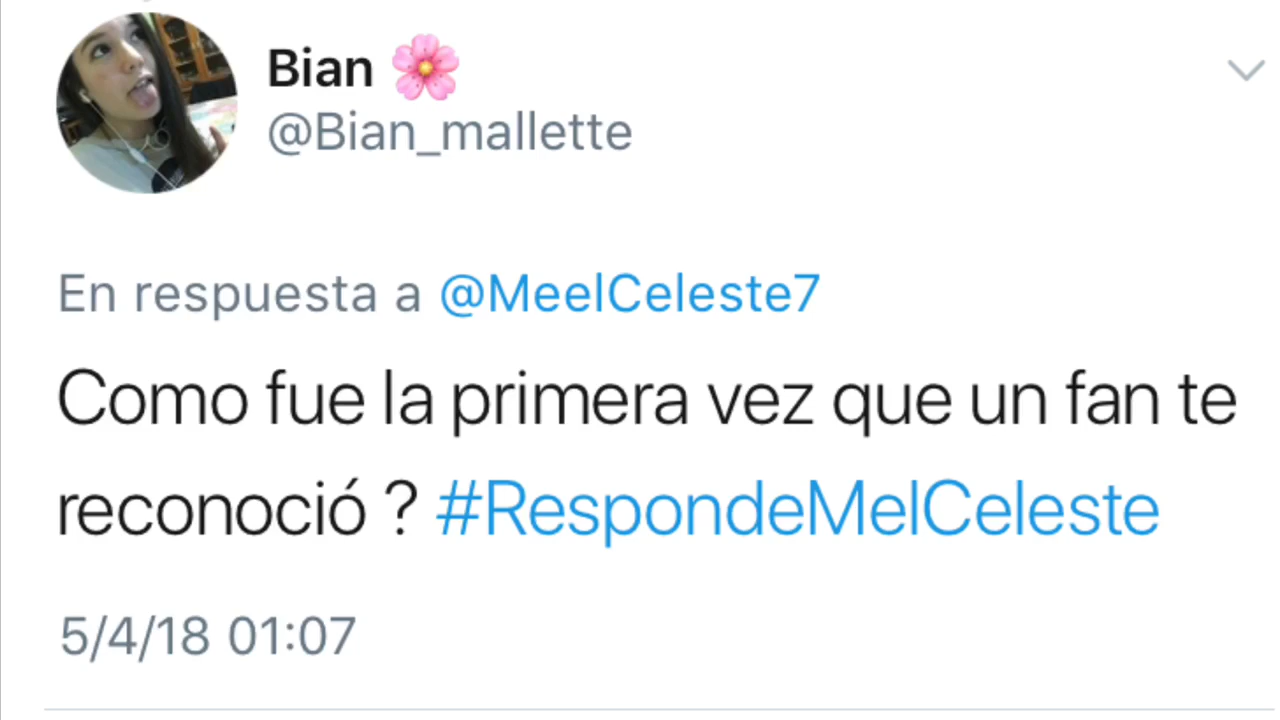 Bian 🌸
@Bian_mallette
En respuesta a @MeelCeleste7
Como fue la primera vez que un fan te
reconoció ? #RespondeMelCeleste
5/4/18 01:07